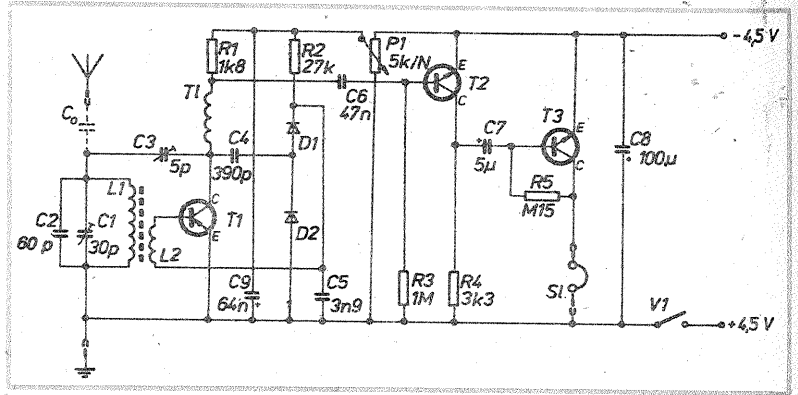 - 4,5 V
R1
1k8
R2
27k
P1
5k/N
E
T2
C
C6
47n
Tl
Co
C3
5p
C4
390p
D1
C7
5µ
T3
E
C
C8
100µ
R5
M15
L1
C2
60 p
C1
30p
C
T1
E
L2
D2
C9
64n
+
C5
3n9
R3
1M
R4
3k3
Sl.
V1
+ 4,5 V